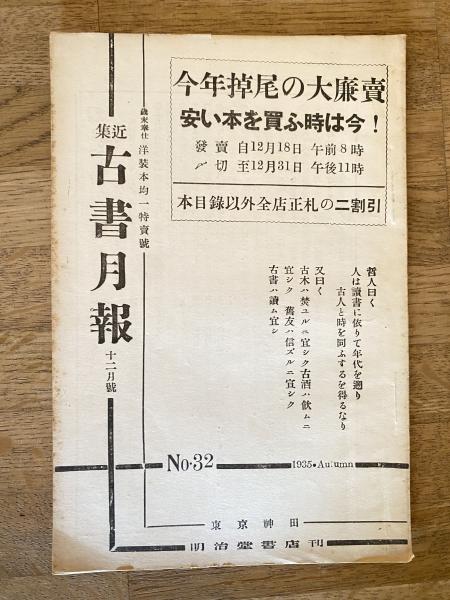 今年掉尾の大廉賣
安い本を買ふ時は今!
發賣 自12月18日 午前8時
〆切 至12月31日 午後11時
本目錄以外全店正札の二割引
歲末奉仕 洋裝本均一特賣號
近集
古書月報
十二月號
哲人曰く
人は讀書に依りて年代を遡り
古人と時を同ふするを得るなり
又曰く
古木ハ焚ユルニ宜シク古酒ハ飮ムニ
宜シク 舊友ハ信ズルニ宜シク
古書ハ讀ム宜シ
No·32
1935·Autumn
東京神田
明治堂書店刊